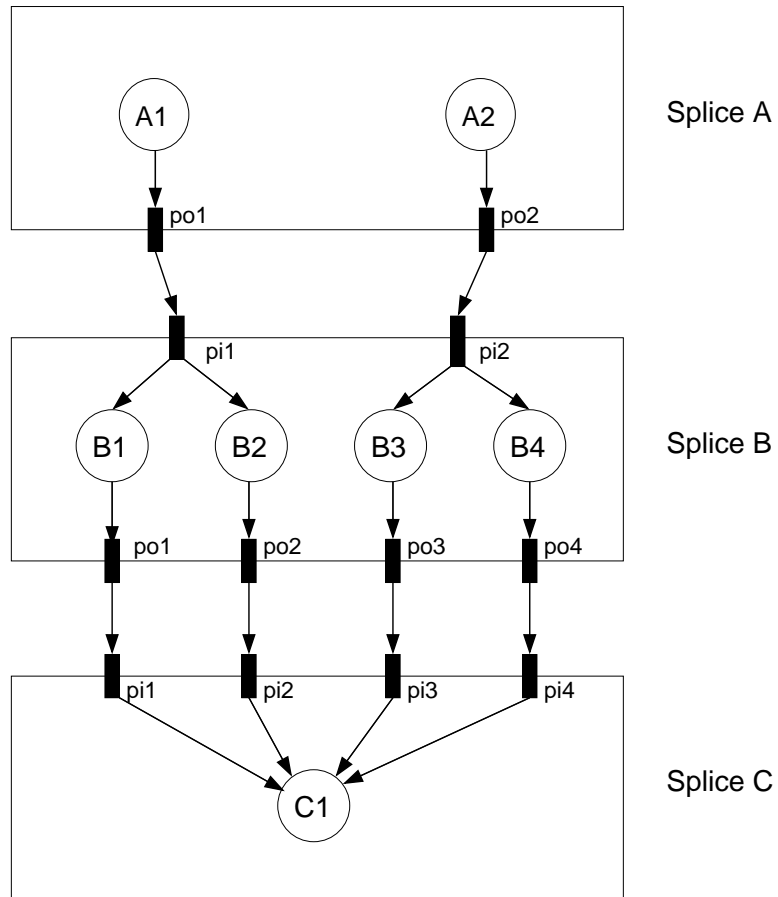 A1
A2
Splice A
po1
po2
pi1
pi2
B1
B2
B3
B4
Splice B
po1
po2
po3
po4
pi1
pi2
pi3
pi4
Splice C
C1